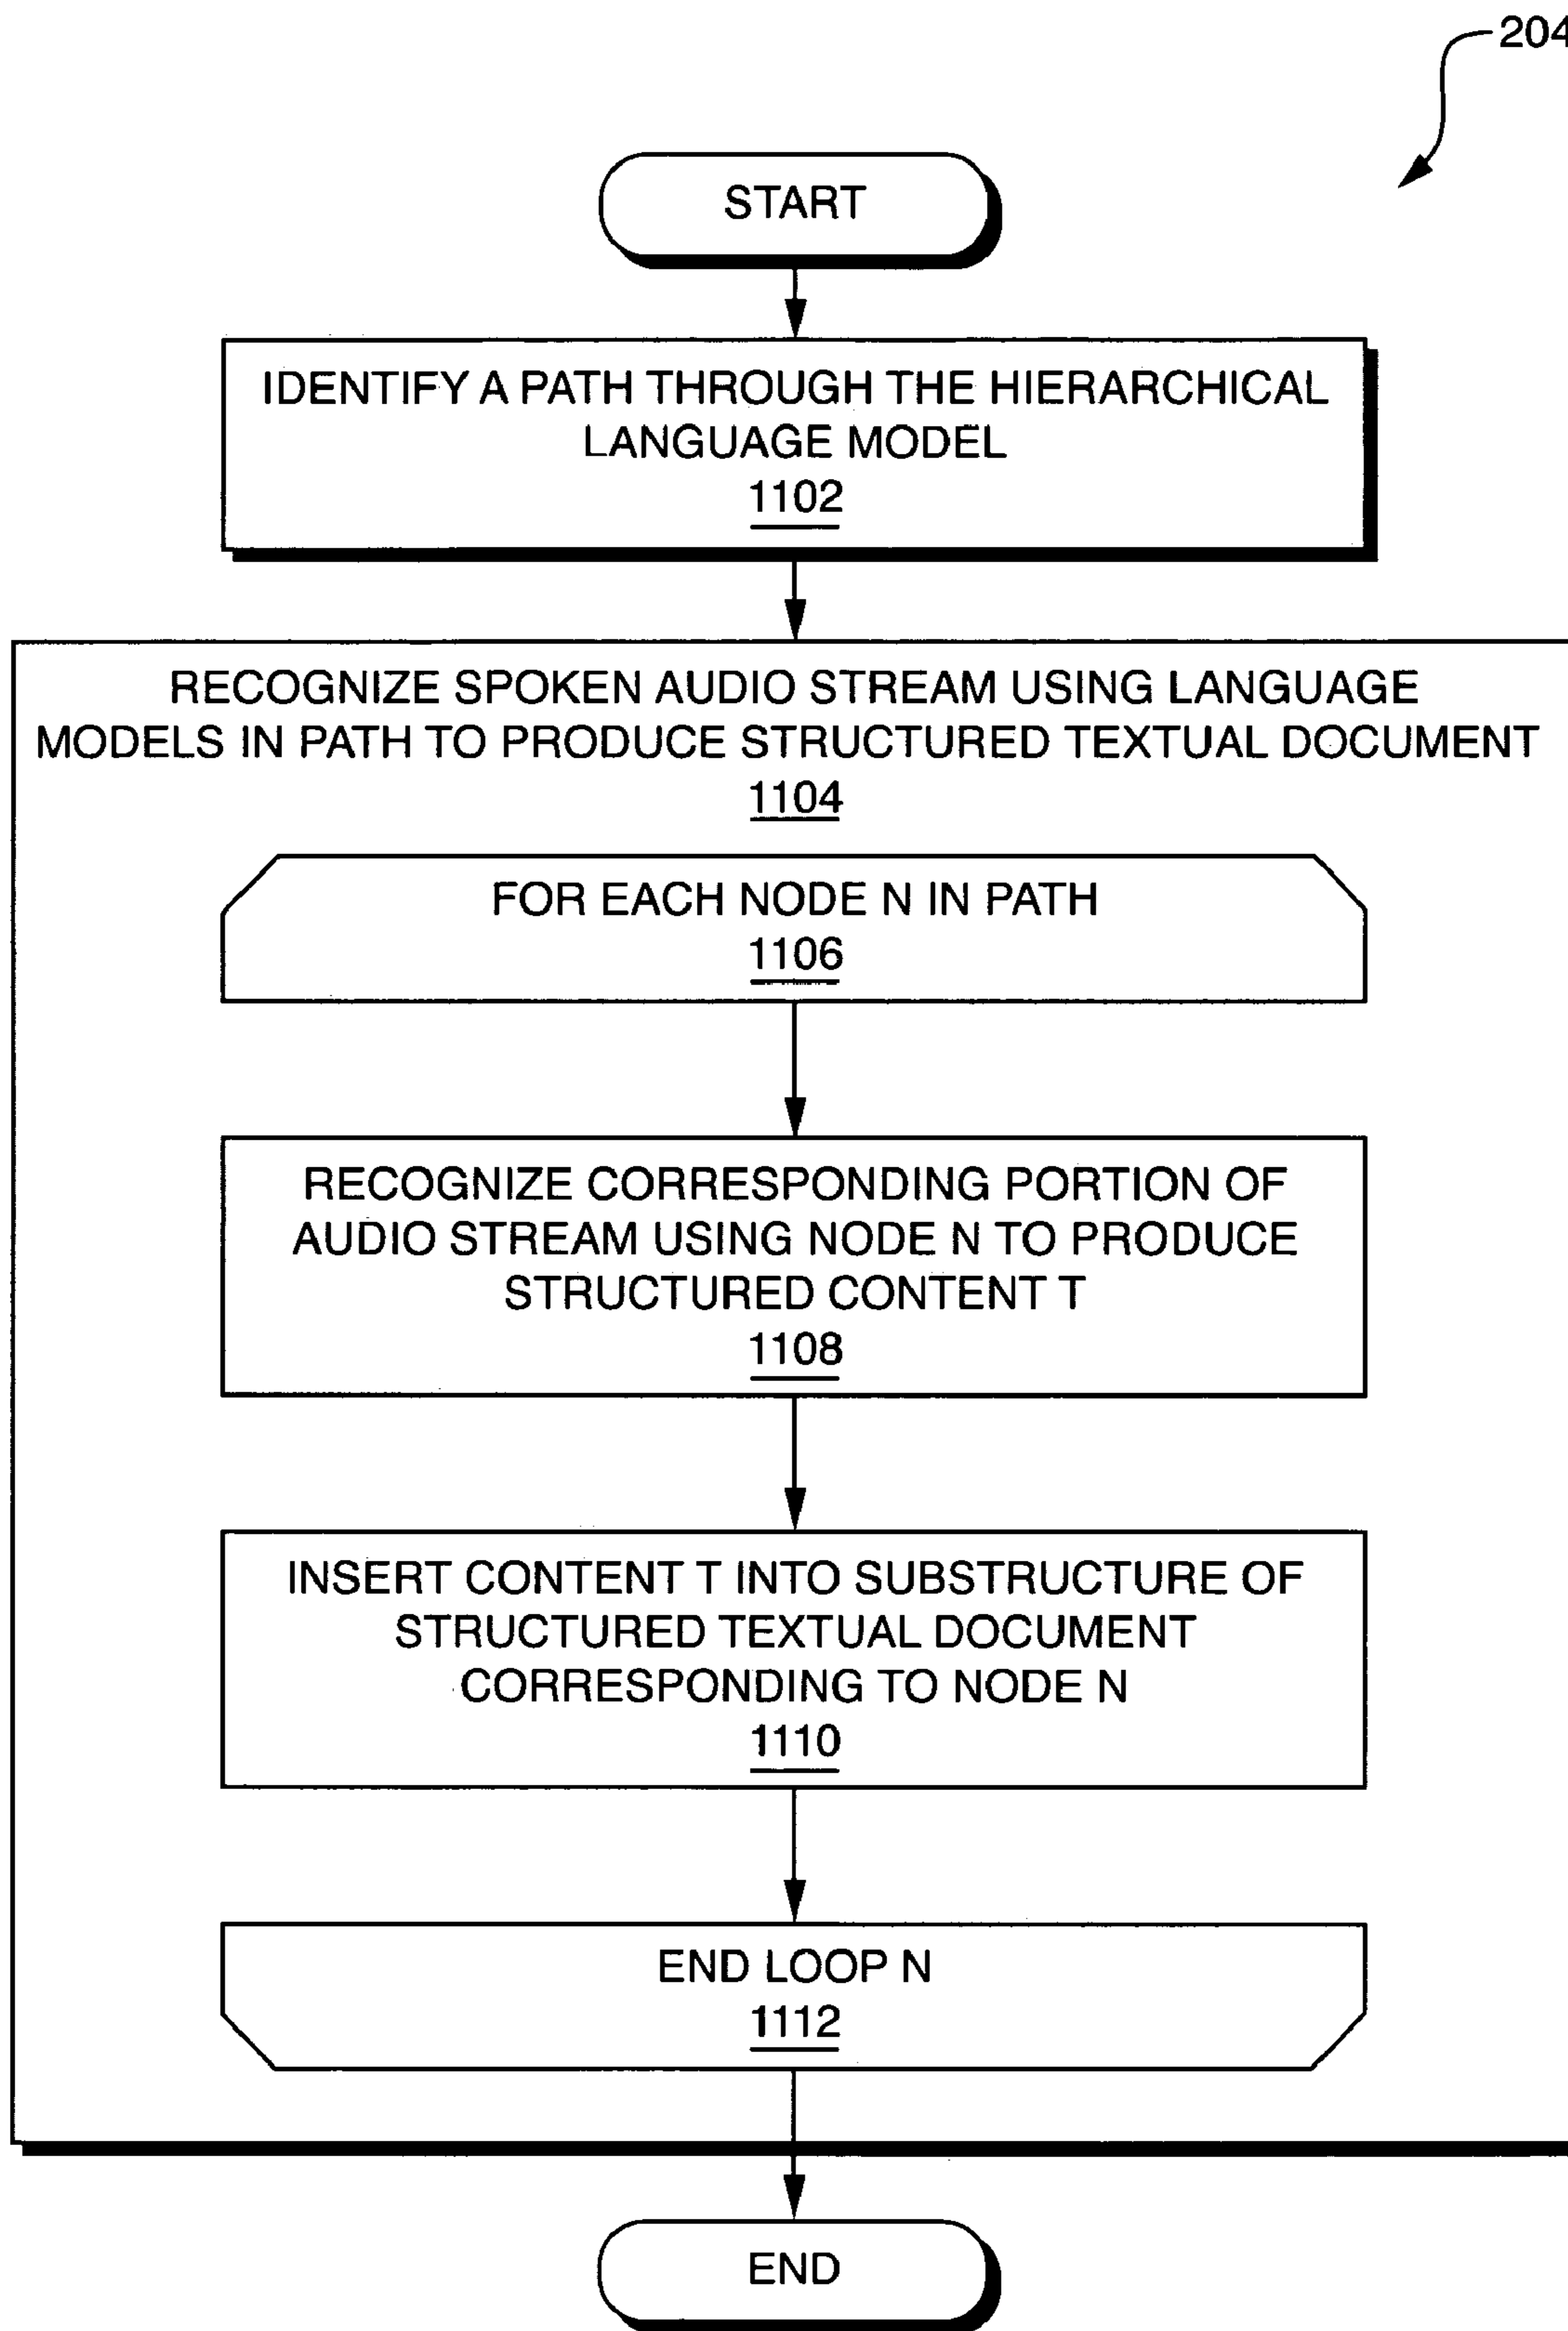 204
START
IDENTIFY A PATH THROUGH THE HIERARCHICAL
LANGUAGE MODEL
1102
RECOGNIZE SPOKEN AUDIO STREAM USING LANGUAGE
MODELS IN PATH TO PRODUCE STRUCTURED TEXTUAL DOCUMENT
1104
FOR EACH NODE N IN PATH
1106
RECOGNIZE CORRESPONDING PORTION OF
AUDIO STREAM USING NODE N TO PRODUCE
STRUCTURED CONTENT T
1108
INSERT CONTENT T INTO SUBSTRUCTURE OF
STRUCTURED TEXTUAL DOCUMENT
CORRESPONDING TO NODE N
1110
END LOOP N
1112
END